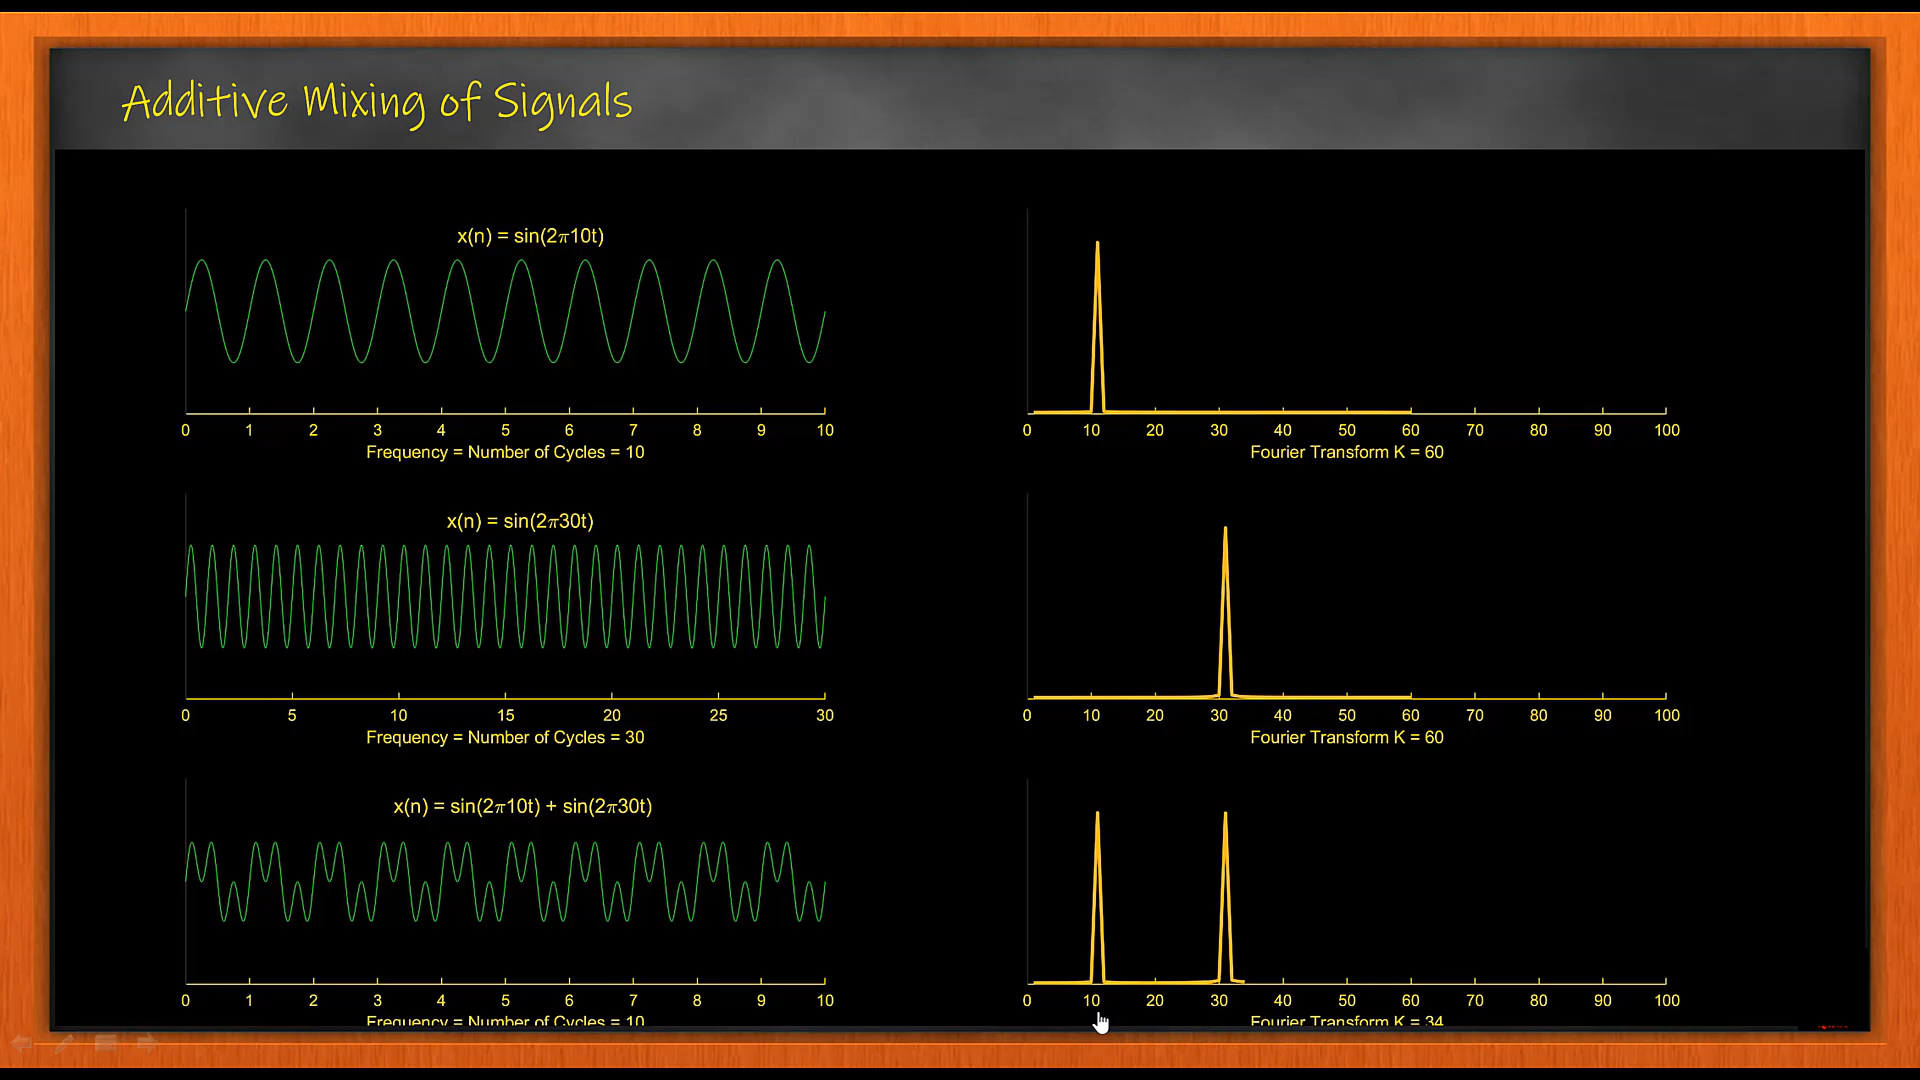 Additive Mixing of Signals
x(n) = sin(2π10t)
0 1 2 3 4 5 6 7 8 9 10
Frequency = Number of Cycles = 10
0 10 20 30 40 50 60 70 80 90 100
Fourier Transform K = 60
x(n) = sin(2π30t)
0 5 10 15 20 25 30
Frequency = Number of Cycles = 30
0 10 20 30 40 50 60 70 80 90 100
Fourier Transform K = 60
x(n) = sin(2π10t) + sin(2π30t)
0 1 2 3 4 5 6 7 8 9 10
Frequency = Number of Cycles = 10
0 10 20 30 40 50 60 70 80 90 100
Fourier Transform K = 34